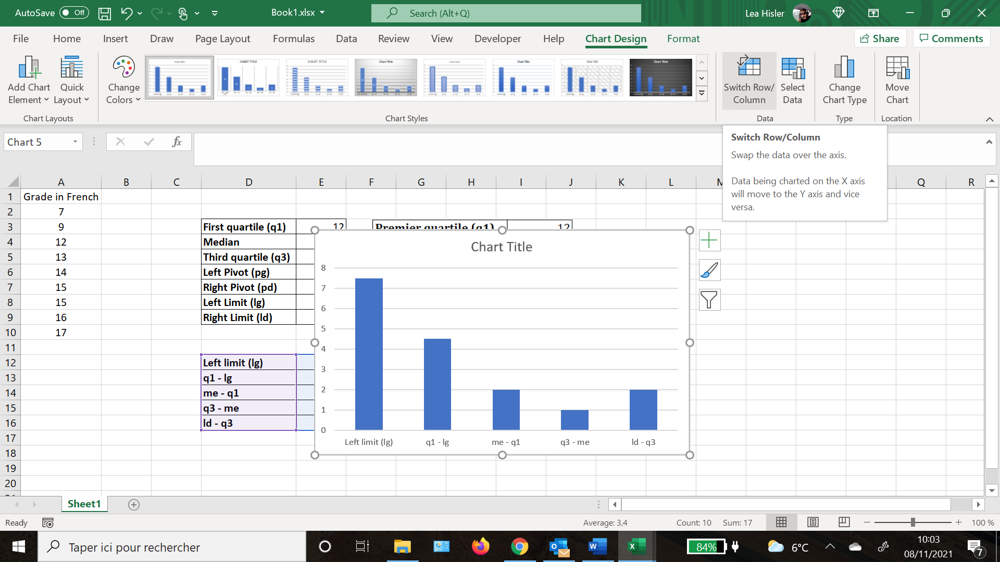 AutoSave Off Book1.xlsx Search (Alt+Q) Lea Hisler
File Home Insert Draw Page Layout Formulas Data Review View Developer Help Chart Design Format Share Comments
Add Chart Element
Quick Layout
Change Colors
Switch Row/ Column
Select Data
Change Chart Type
Move Chart
Chart Layouts Chart Styles Data Type Location
Chart 5 fx
Switch Row/Column
Swap the data over the axis.
Data being charted on the X axis
will move to the Y axis and vice
versa.
A B C D E F G H I J K L M Q R
1 Grade in French
2 7
3 9 First quartile (q1) 12 Premier quartile (q1) 12
4 12 Median
5 13 Third quartile (q3)
6 14 Left Pivot (pg)
7 15 Right Pivot (pd)
8 15 Left Limit (lg)
9 16 Right Limit (ld)
10 17
11
12 Left limit (lg)
13 q1 - lg
14 me - q1
15 q3 - me
16 ld - q3
17
18
19
20
Chart Title
8
7
6
5
4
3
2
1
0
Left limit (lg) q1 - lg me - q1 q3 - me ld - q3
Sheet1
Ready Average: 3,4 Count: 10 Sum: 17 100 %
Taper ici pour rechercher 84% 6°C 10:03
08/11/2021 7